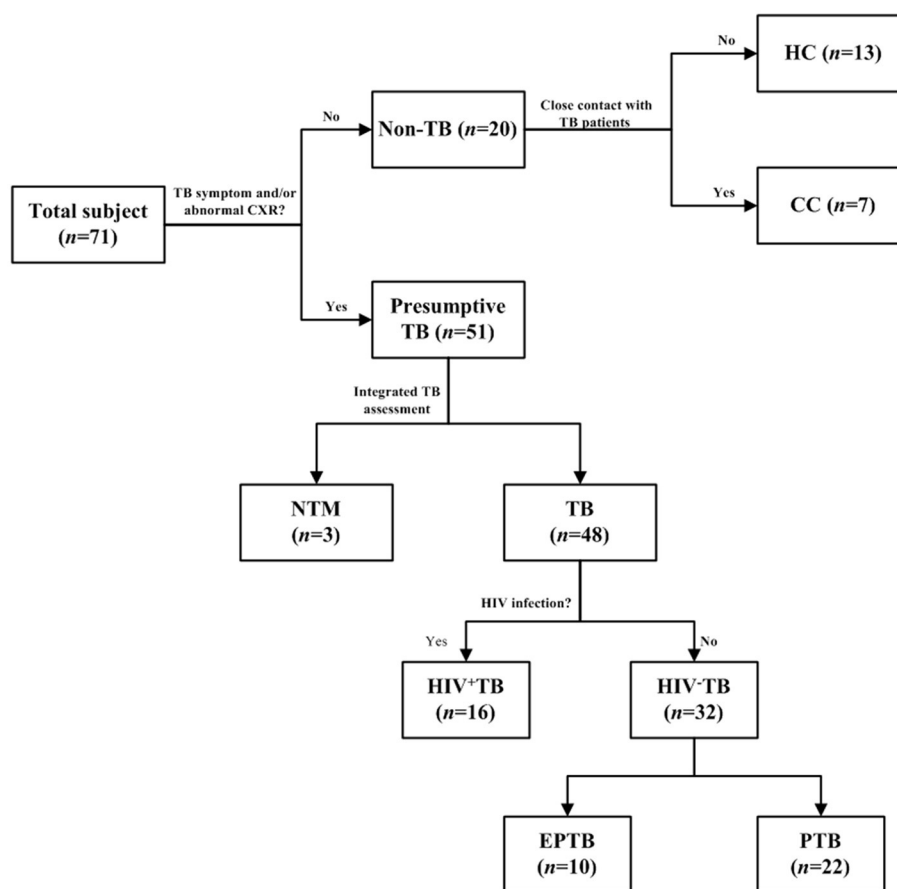 No
HC (n=13)
Non-TB (n=20)
Close contact with
TB patients
No
Yes
CC (n=7)
Total subject
(n=71)
TB symptom and/or
abnormal CXR?
Yes
Presumptive
TB (n=51)
Integrated TB
assessment
NTM
(n=3)
TB
(n=48)
HIV infection?
Yes
No
HIV⁺TB
(n=16)
HIV⁻TB
(n=32)
EPTB
(n=10)
PTB
(n=22)